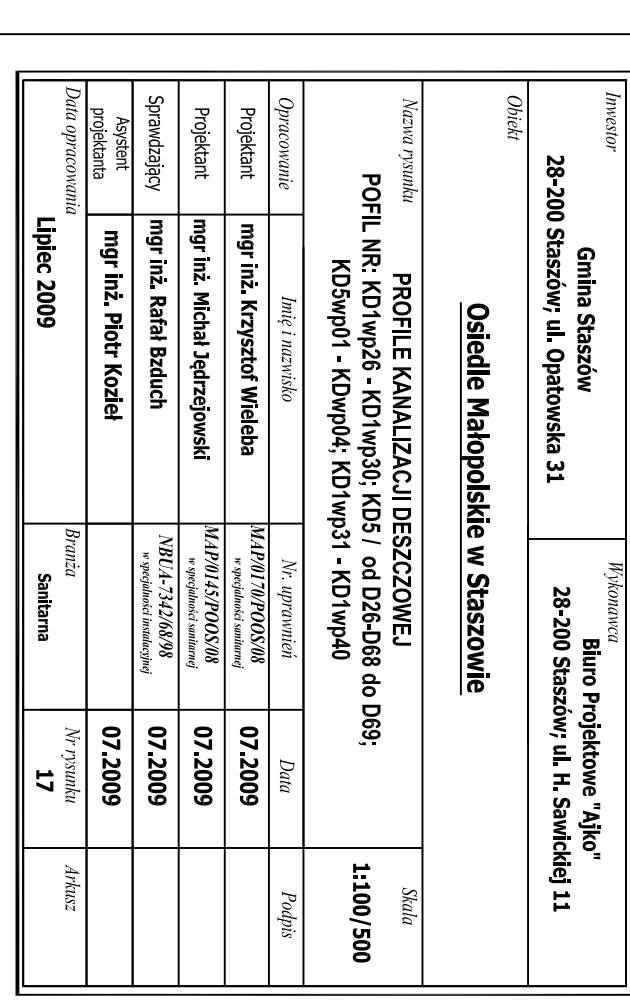 Inwestor
Gmina Staszów
28-200 Staszów; ul. Opatowska 31
Wykonawca
Biuro Projektowe "Ajko"
28-200 Staszów; ul. H. Sawickiej 11
Obiekt
Osiedle Małopolskie w Staszowie
Nazwa rysunku
PROFILE KANALIZACJI DESZCZOWEJ
POFIL NR: KD1wp26 - KD1wp30; KD5 / od D26-D68 do D69;
KD5wp01 - KDwp04; KD1wp31 - KD1wp40
Skala
1:100/500
Opracowanie Imię i nazwisko Nr. uprawnień Data Podpis
Projektant mgr inż. Krzysztof Wieleba MAP/0170/POOS/08 07.2009
w specjalności sanitarnej
Projektant mgr inż. Michał Jędrzejowski MAP/0145/POOS/08 07.2009
w specjalności sanitarnej
Sprawdzający mgr inż. Rafał Bzduch NBUA-7342/68/98 07.2009
w specjalności instalacyjnej
Asystent
projektanta mgr inż. Piotr Kozieł 07.2009
Data opracowania
Lipiec 2009
Branża
Sanitarna
Nr rysunku
17
Arkusz